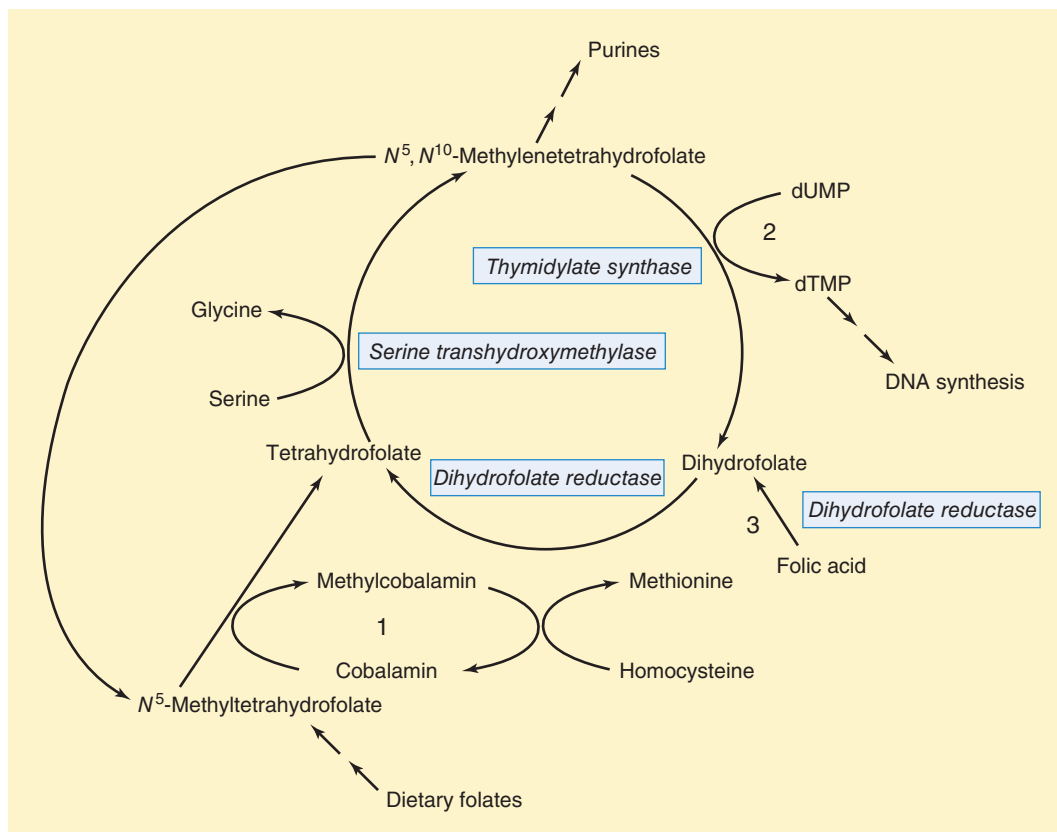 Purines
N⁵, N¹⁰-Methylenetetrahydrofolate
dUMP
2
Thymidylate synthase
dTMP
Glycine
Serine transhydroxymethylase
DNA synthesis
Serine
Tetrahydrofolate
Dihydrofolate reductase
Dihydrofolate
Dihydrofolate reductase
3
Folic acid
Methylcobalamin
Methionine
1
Cobalamin
Homocysteine
N⁵-Methyltetrahydrofolate
Dietary folates